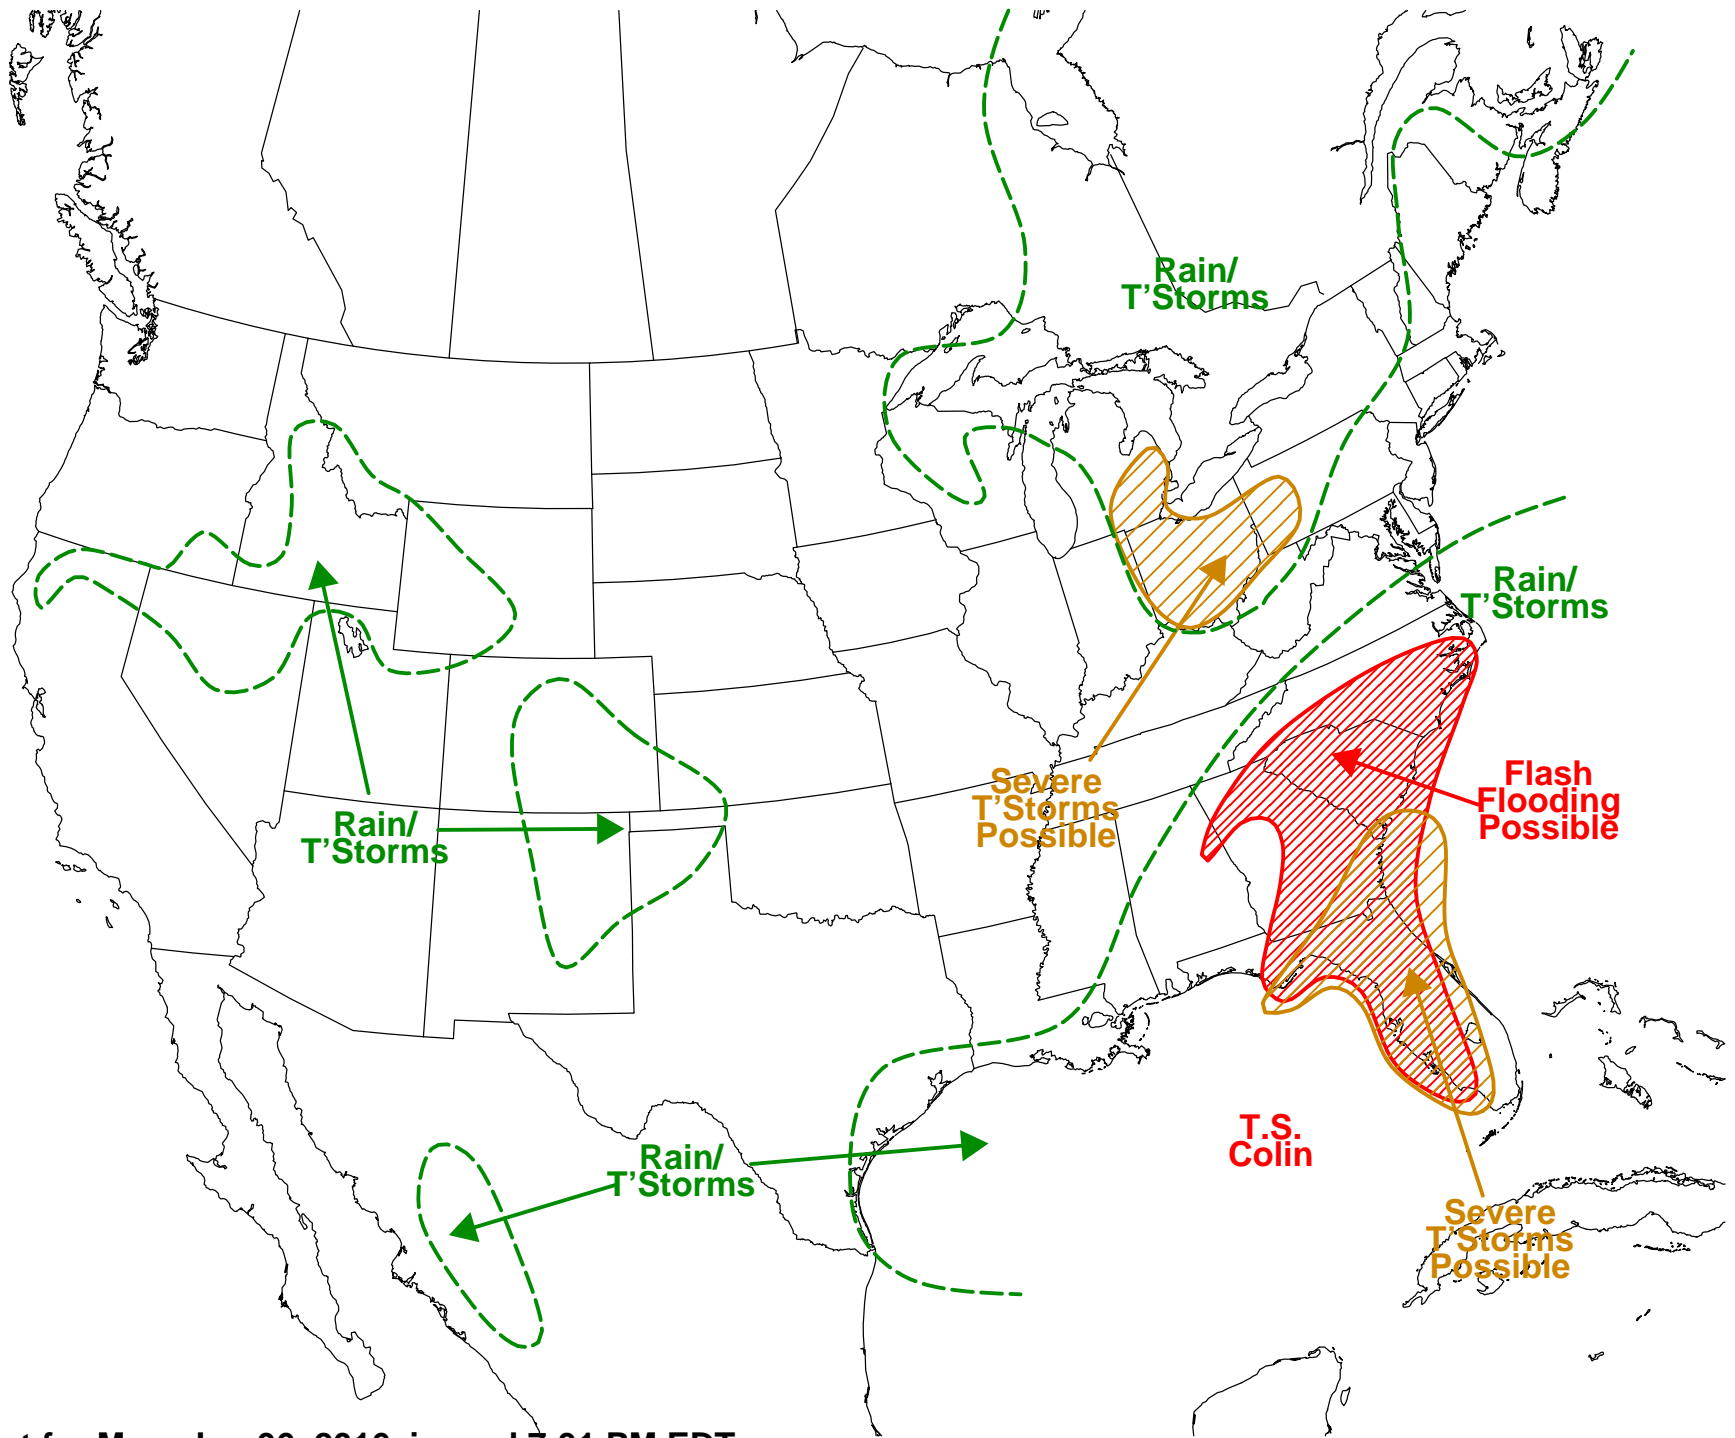 Rain/
T’Storms
Rain/
T’Storms
Severe
T’Storms
Possible
Flash
Flooding
Possible
Rain/
T’Storms
T.S.
Colin
Rain/
T’Storms
Severe
T’Storms
Possible